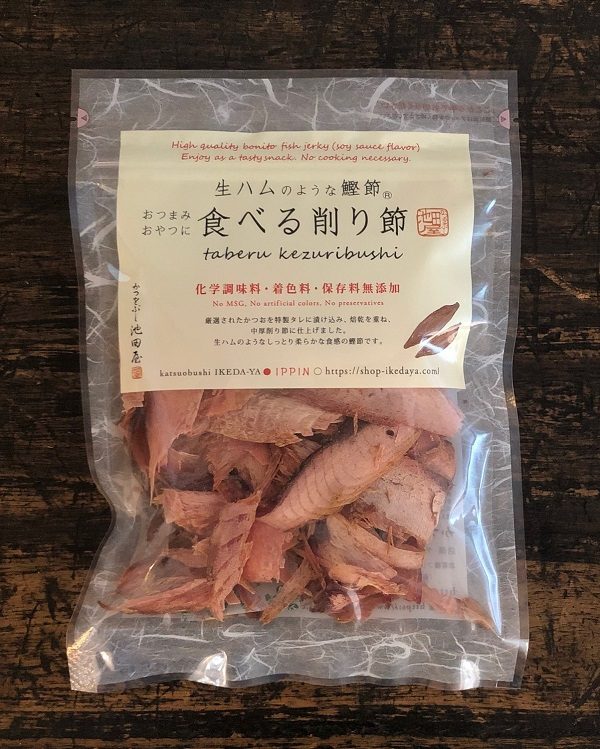 High quality bonito fish jerky (soy sauce flavor)
Enjoy as a tasty snack. No cooking necessary.
生ハムのような鰹節®
おつまみ
おやつに
食べる削り節
池田屋
taberu kezuribushi
化学調味料・着色料・保存料無添加
No MSG, No artificial colors, No preservatives
厳選されたかつおを特製タレに漬け込み、焙乾を重ね、
中厚削り節に仕上げました。
生ハムのようなしっとり柔らかな食感の鰹節です。
かつをぶし池田屋
katsuobushi IKEDA-YA●IPPIN○https://shop-ikedaya.com/